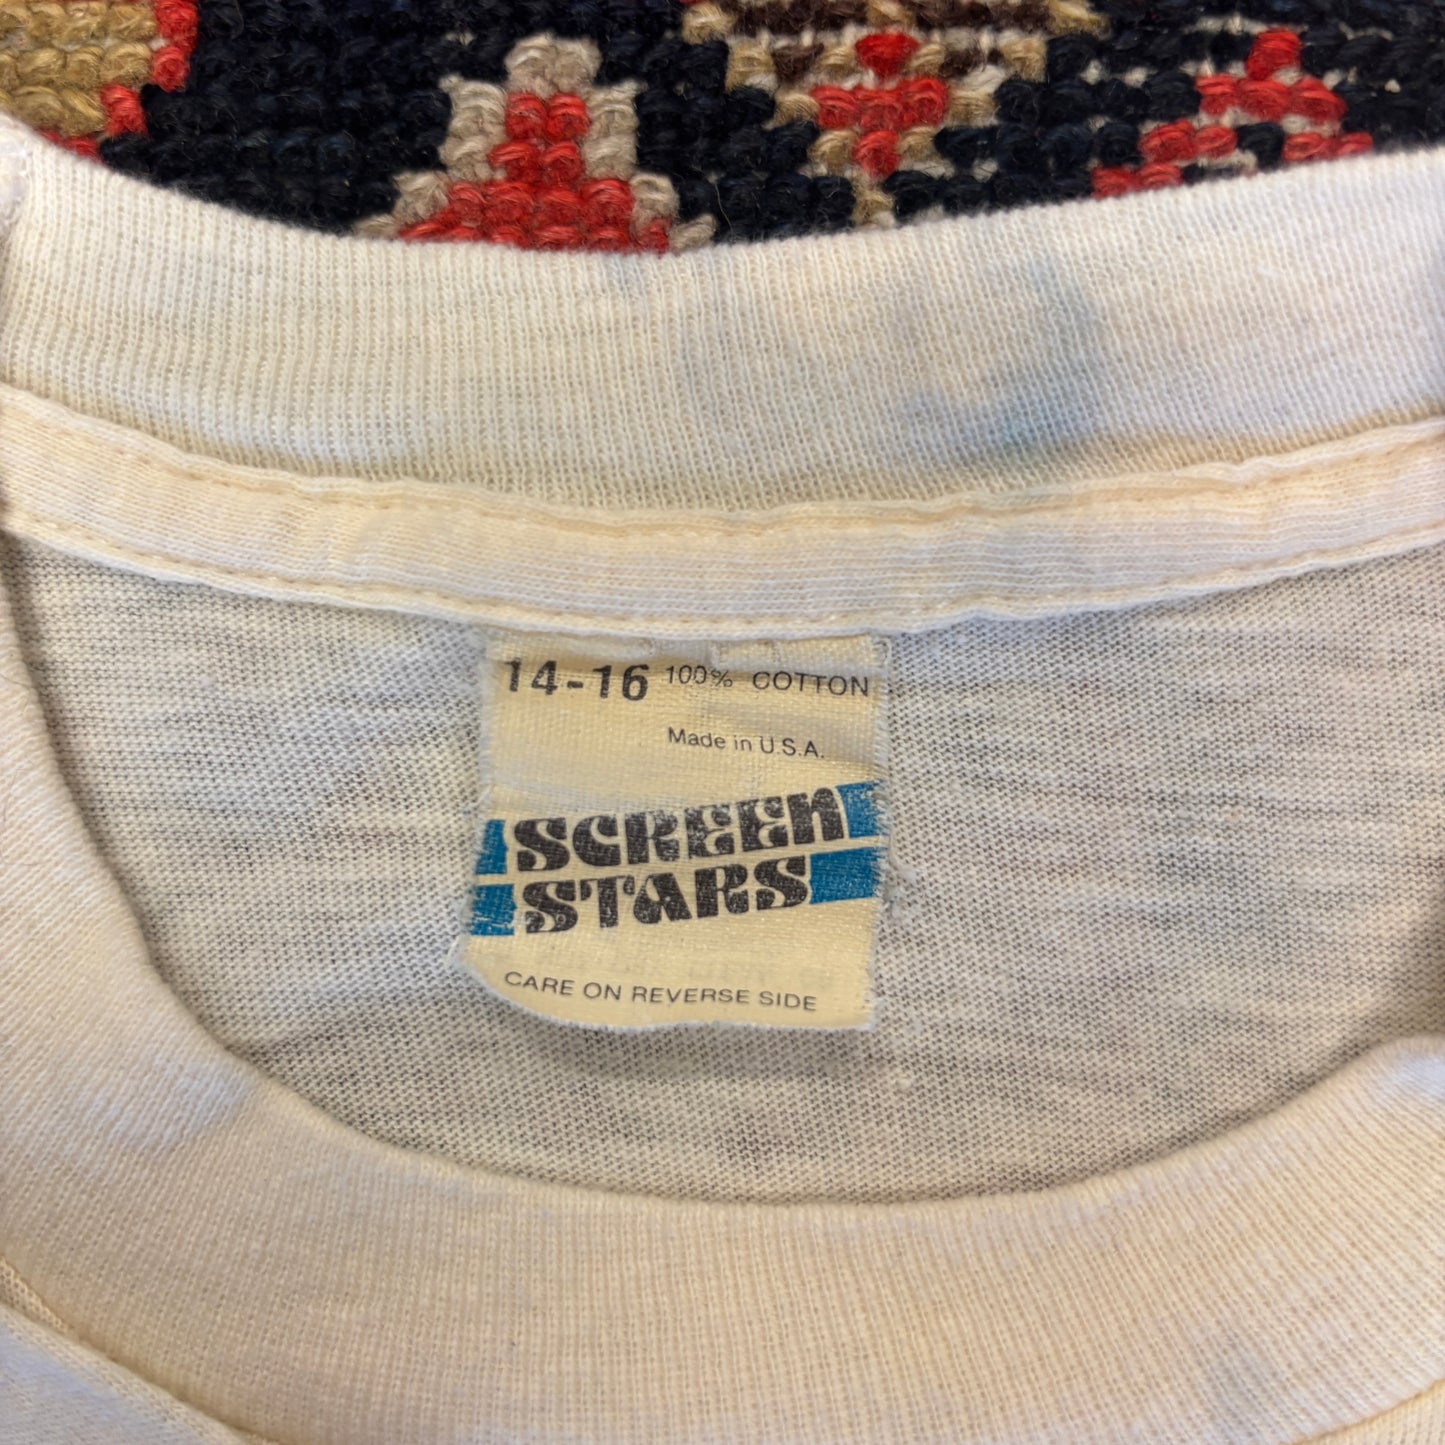 14-16 100% COTTON
Made in U.S.A.
SCREEN
STARS
CARE ON REVERSE SIDE